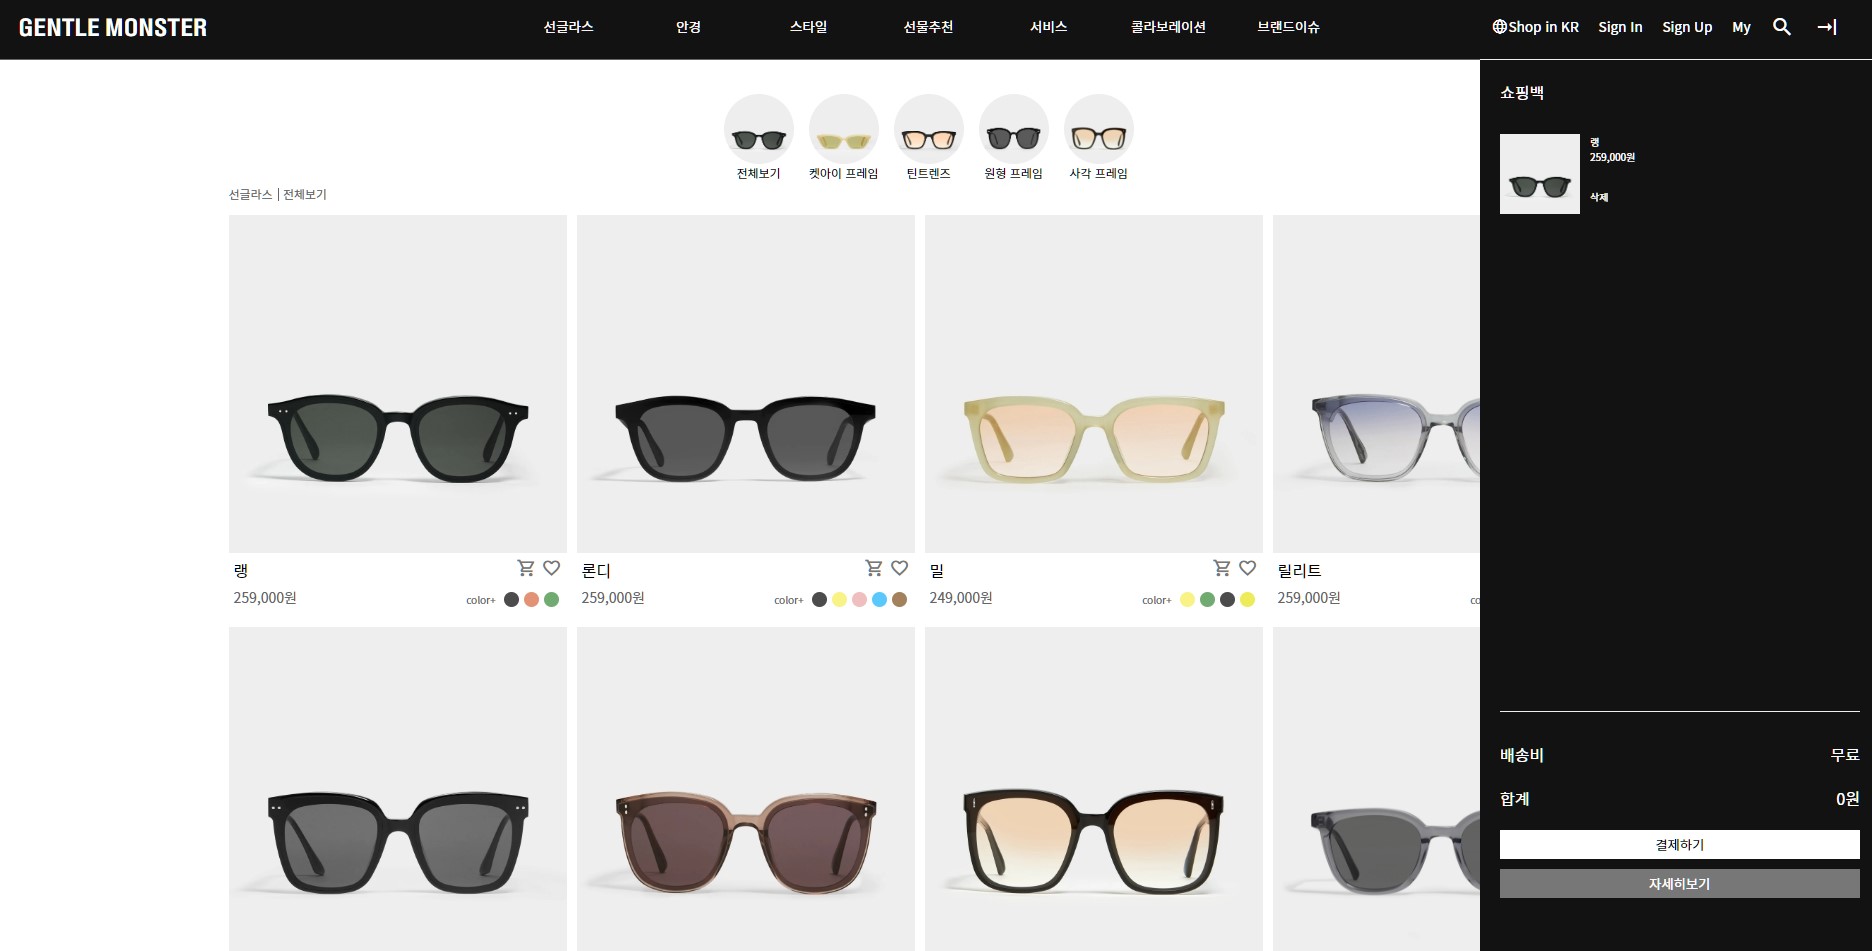 GENTLE MONSTER
선글라스 안경 스타일 선물추천 서비스 콜라보레이션 브랜드이슈
Shop in KR Sign In Sign Up My
전체보기 켓아이 프레임 틴트렌즈 원형 프레임 사각 프레임
선글라스 | 전체보기
랭
259,000원 color+
론디
259,000원 color+
밀
249,000원 color+
릴리트
259,000원 co
쇼핑백
랭
259,000원
삭제
배송비 무료
합계 0원
결제하기
자세히보기